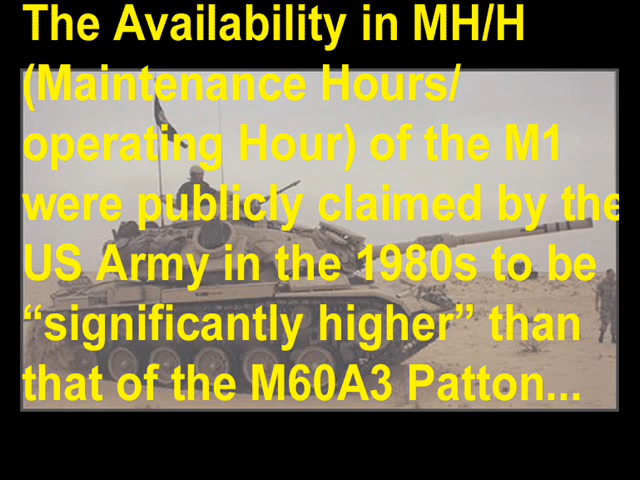 The Availability in MH/H
(Maintenance Hours/
operating Hour) of the M1
were publicly claimed by the
US Army in the 1980s to be
“significantly higher” than
that of the M60A3 Patton...